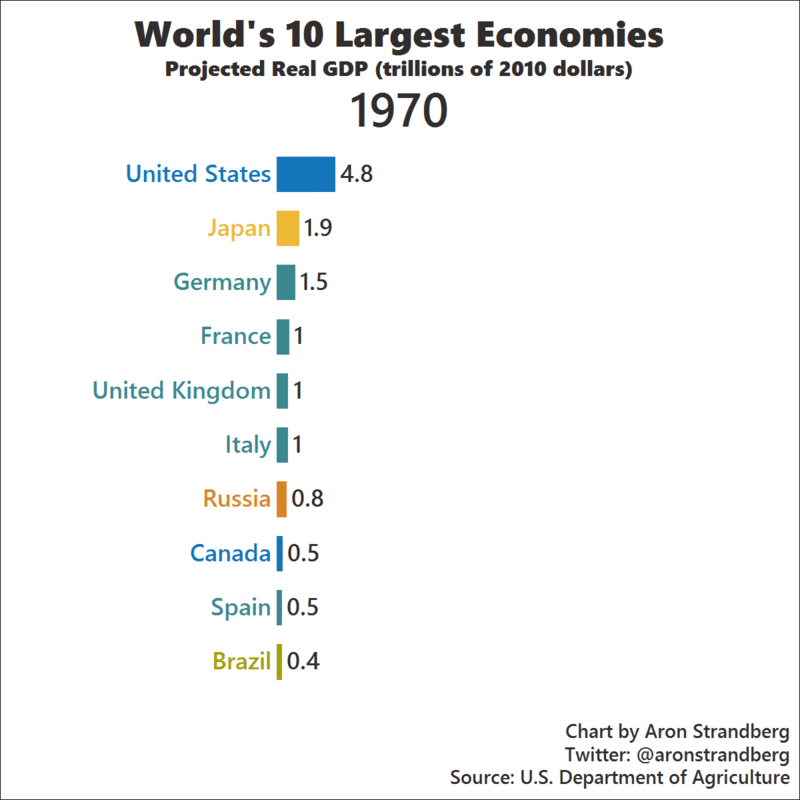 World's 10 Largest Economies
Projected Real GDP (trillions of 2010 dollars)
1970
United States 4.8
Japan 1.9
Germany 1.5
France 1
United Kingdom 1
Italy 1
Russia 0.8
Canada 0.5
Spain 0.5
Brazil 0.4
Chart by Aron Strandberg
Twitter: @aronstrandberg
Source: U.S. Department of Agriculture